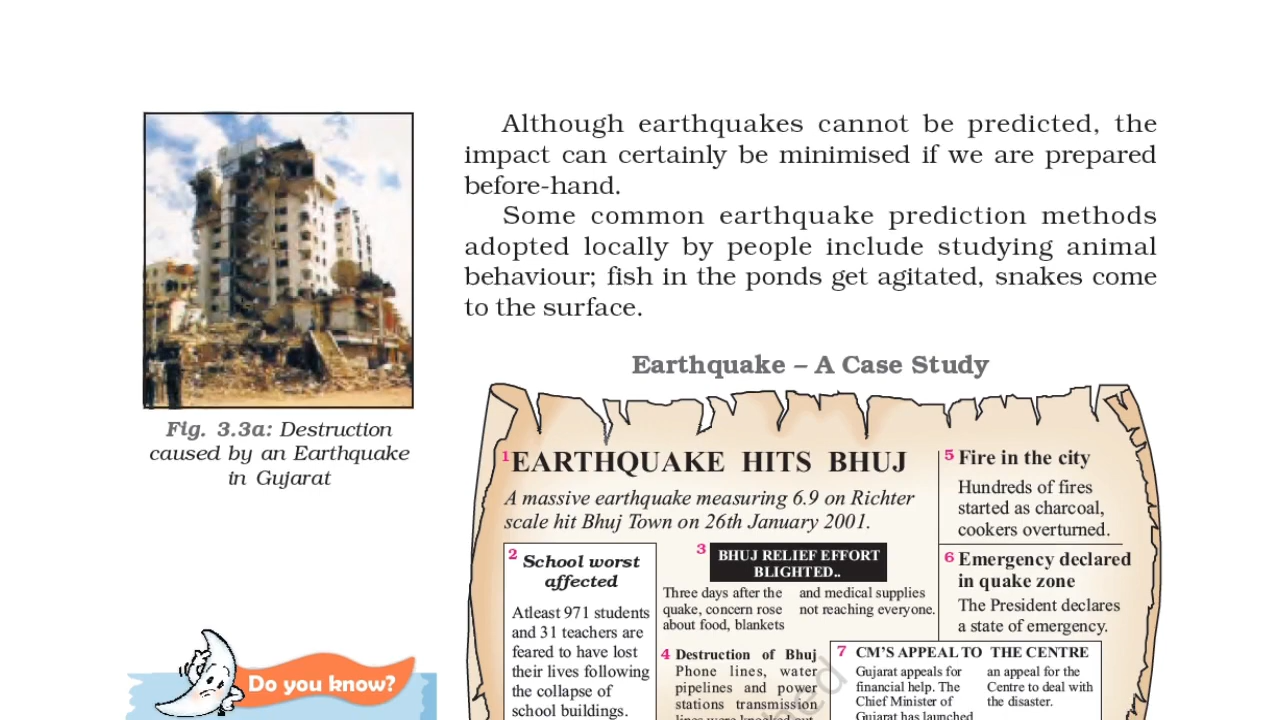 Although earthquakes cannot be predicted, the
impact can certainly be minimised if we are prepared
before-hand.
Some common earthquake prediction methods
adopted locally by people include studying animal
behaviour; fish in the ponds get agitated, snakes come
to the surface.
Fig. 3.3a: Destruction
caused by an Earthquake
in Gujarat
Earthquake – A Case Study
1 EARTHQUAKE HITS BHUJ
A massive earthquake measuring 6.9 on Richter
scale hit Bhuj Town on 26th January 2001.
2 School worst
affected
Atleast 971 students
and 31 teachers are
feared to have lost
their lives following
the collapse of
school buildings.
3 BHUJ RELIEF EFFORT
BLIGHTED..
Three days after the
quake, concern rose
about food, blankets
and medical supplies
not reaching everyone.
4 Destruction of Bhuj
Phone lines, water
pipelines and power
stations transmission
lines were knocked out.
5 Fire in the city
Hundreds of fires
started as charcoal,
cookers overturned.
6 Emergency declared
in quake zone
The President declares
a state of emergency.
7 CM'S APPEAL TO THE CENTRE
Gujarat appeals for
financial help. The
Chief Minister of
Gujarat has launched
an appeal for the
Centre to deal with
the disaster.
Do you know?